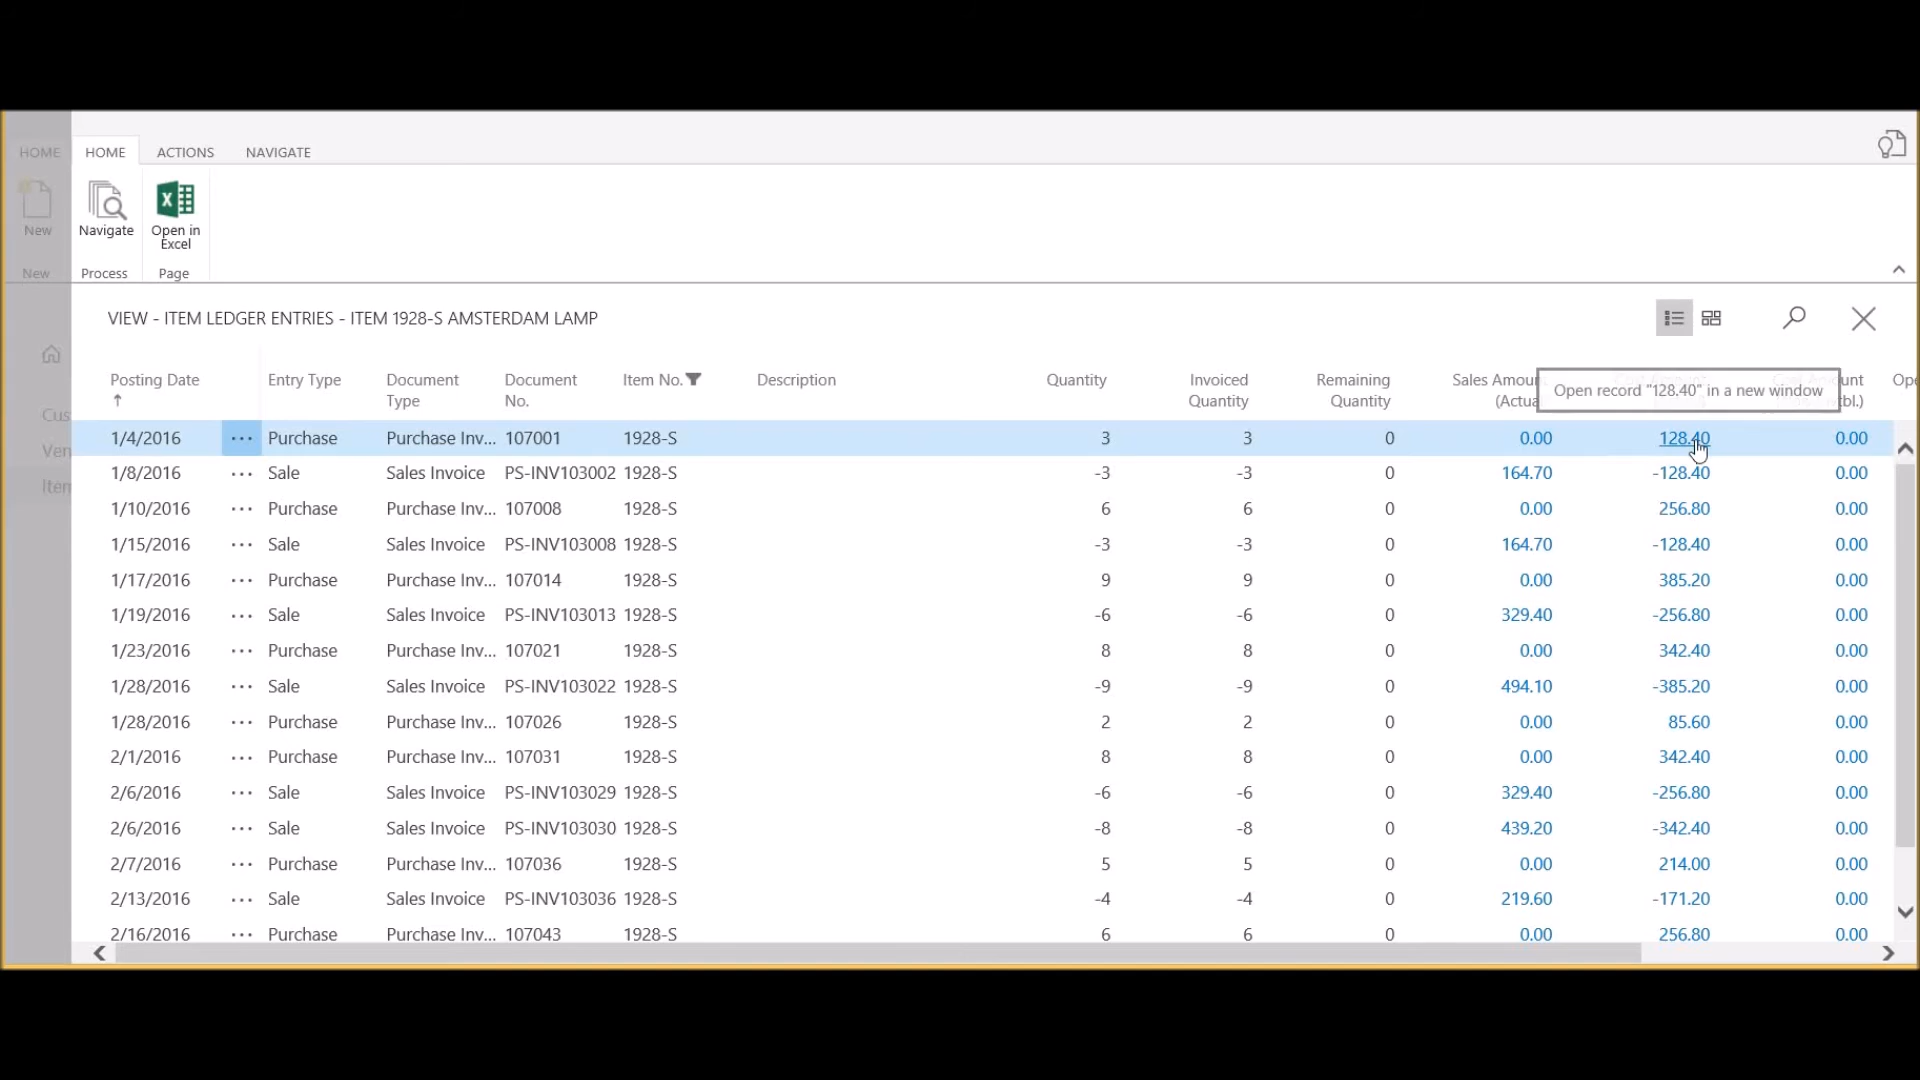 HOME HOME ACTIONS NAVIGATE
New Navigate Open in Excel
New Process Page
VIEW - ITEM LEDGER ENTRIES - ITEM 1928-S AMSTERDAM LAMP
Posting Date Entry Type Document Type Document No. Item No. Description Quantity Invoiced Quantity Remaining Quantity Sales Amoun (Actua
Open record "128.40" in a new window
Cus
Ven
Item
1/4/2016 ··· Purchase Purchase Inv... 107001 1928-S 3 3 0 0.00 128.40 0.00
1/8/2016 ··· Sale Sales Invoice PS-INV103002 1928-S -3 -3 0 164.70 -128.40 0.00
1/10/2016 ··· Purchase Purchase Inv... 107008 1928-S 6 6 0 0.00 256.80 0.00
1/15/2016 ··· Sale Sales Invoice PS-INV103008 1928-S -3 -3 0 164.70 -128.40 0.00
1/17/2016 ··· Purchase Purchase Inv... 107014 1928-S 9 9 0 0.00 385.20 0.00
1/19/2016 ··· Sale Sales Invoice PS-INV103013 1928-S -6 -6 0 329.40 -256.80 0.00
1/23/2016 ··· Purchase Purchase Inv... 107021 1928-S 8 8 0 0.00 342.40 0.00
1/28/2016 ··· Sale Sales Invoice PS-INV103022 1928-S -9 -9 0 494.10 -385.20 0.00
1/28/2016 ··· Purchase Purchase Inv... 107026 1928-S 2 2 0 0.00 85.60 0.00
2/1/2016 ··· Purchase Purchase Inv... 107031 1928-S 8 8 0 0.00 342.40 0.00
2/6/2016 ··· Sale Sales Invoice PS-INV103029 1928-S -6 -6 0 329.40 -256.80 0.00
2/6/2016 ··· Sale Sales Invoice PS-INV103030 1928-S -8 -8 0 439.20 -342.40 0.00
2/7/2016 ··· Purchase Purchase Inv... 107036 1928-S 5 5 0 0.00 214.00 0.00
2/13/2016 ··· Sale Sales Invoice PS-INV103036 1928-S -4 -4 0 219.60 -171.20 0.00
2/16/2016 ··· Purchase Purchase Inv... 107043 1928-S 6 6 0 0.00 256.80 0.00